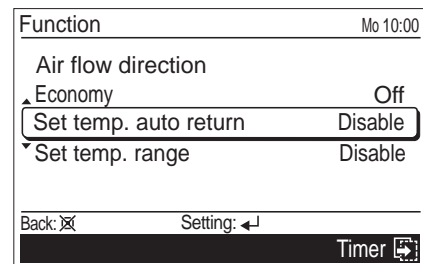 Function Mo 10:00
Air flow direction
Economy Off
Set temp. auto return Disable
Set temp. range Disable
Back: Setting:
Timer